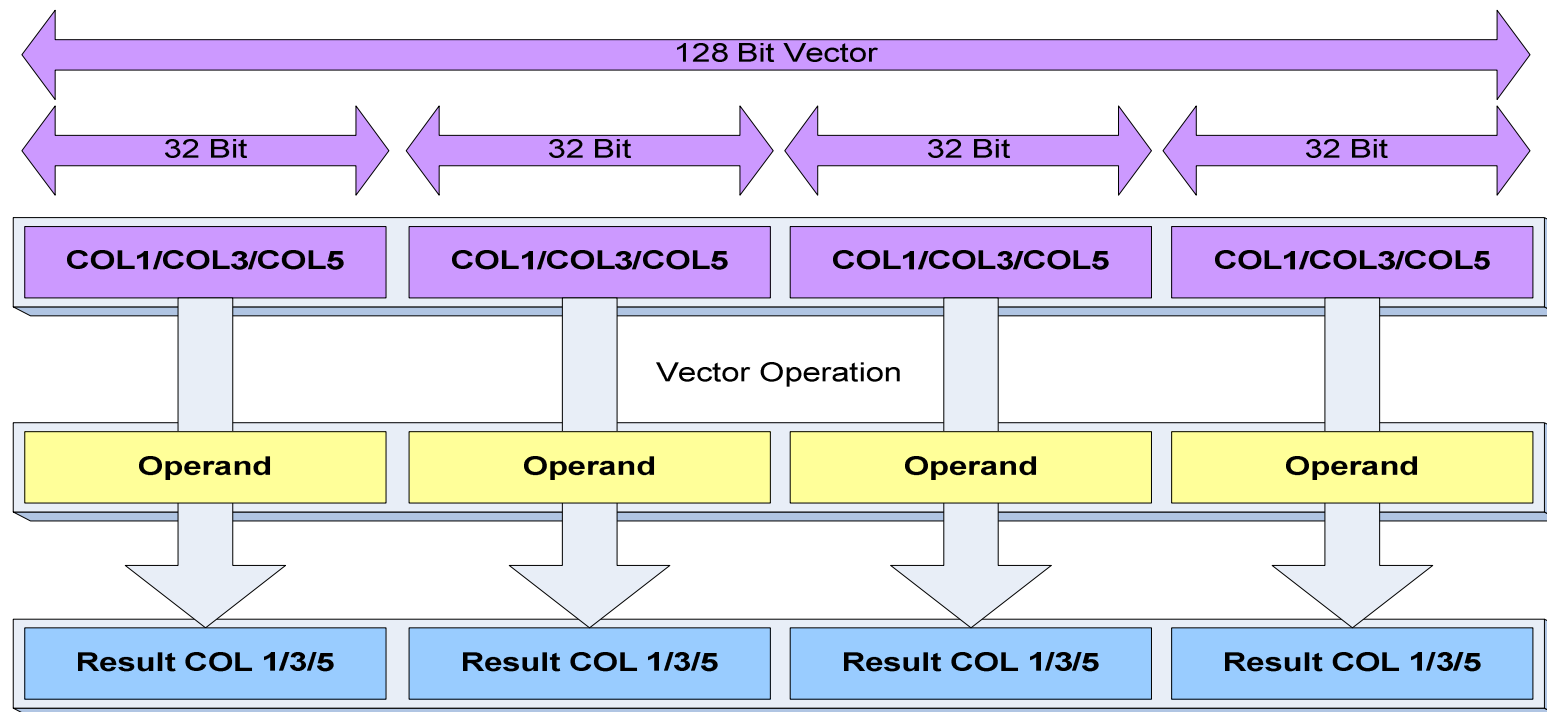 128 Bit Vector
32 Bit 32 Bit 32 Bit 32 Bit
COL1/COL3/COL5 COL1/COL3/COL5 COL1/COL3/COL5 COL1/COL3/COL5
Vector Operation
Operand Operand Operand Operand
Result COL 1/3/5 Result COL 1/3/5 Result COL 1/3/5 Result COL 1/3/5